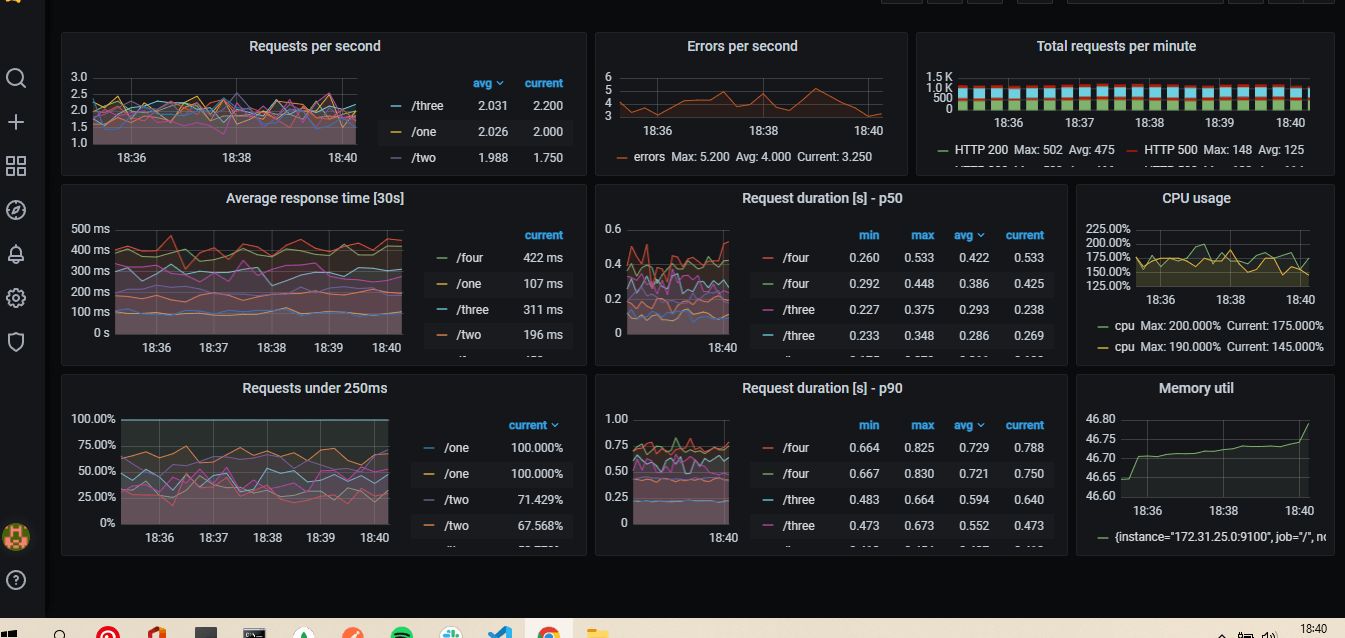 Requests per second
3.0
2.5
2.0
1.5
1.0
18:36 18:38 18:40
avg current
/three 2.031 2.200
/one 2.026 2.000
/two 1.988 1.750
Errors per second
6
5
4
3
18:36 18:38 18:40
errors Max: 5.200 Avg: 4.000 Current: 3.250
Total requests per minute
1.5 K
1.0 K
500
0
18:36 18:37 18:38 18:39 18:40
HTTP 200 Max: 502 Avg: 475 HTTP 500 Max: 148 Avg: 125
Average response time [30s]
500 ms
400 ms
300 ms
200 ms
100 ms
0 s
18:36 18:37 18:38 18:39 18:40
current
/four 422 ms
/one 107 ms
/three 311 ms
/two 196 ms
Request duration [s] - p50
0.6
0.4
0.2
0
18:40
min max avg current
/four 0.260 0.533 0.422 0.533
/four 0.292 0.448 0.386 0.425
/three 0.227 0.375 0.293 0.238
/three 0.233 0.348 0.286 0.269
CPU usage
225.00%
200.00%
175.00%
150.00%
125.00%
18:36 18:38 18:40
cpu Max: 200.000% Current: 175.000%
cpu Max: 190.000% Current: 145.000%
Requests under 250ms
100.00%
75.00%
50.00%
25.00%
0%
18:36 18:37 18:38 18:39 18:40
current
/one 100.000%
/one 100.000%
/two 71.429%
/two 67.568%
Request duration [s] - p90
1.00
0.75
0.50
0.25
0
18:40
min max avg current
/four 0.664 0.825 0.729 0.788
/four 0.667 0.830 0.721 0.750
/three 0.483 0.664 0.594 0.640
/three 0.473 0.673 0.552 0.473
Memory util
46.80
46.75
46.70
46.65
46.60
18:36 18:38 18:40
{instance="172.31.25.0:9100", job="/",
18:40